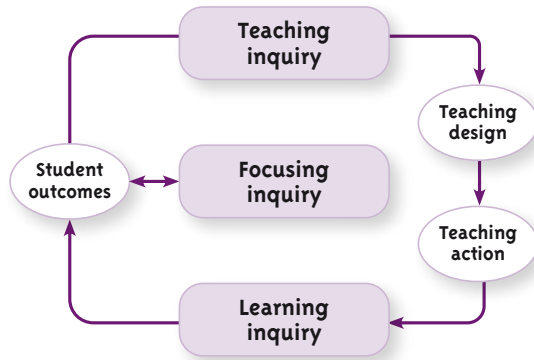 Teaching
inquiry
Teaching
design
Student
outcomes
Focusing
inquiry
Teaching
action
Learning
inquiry